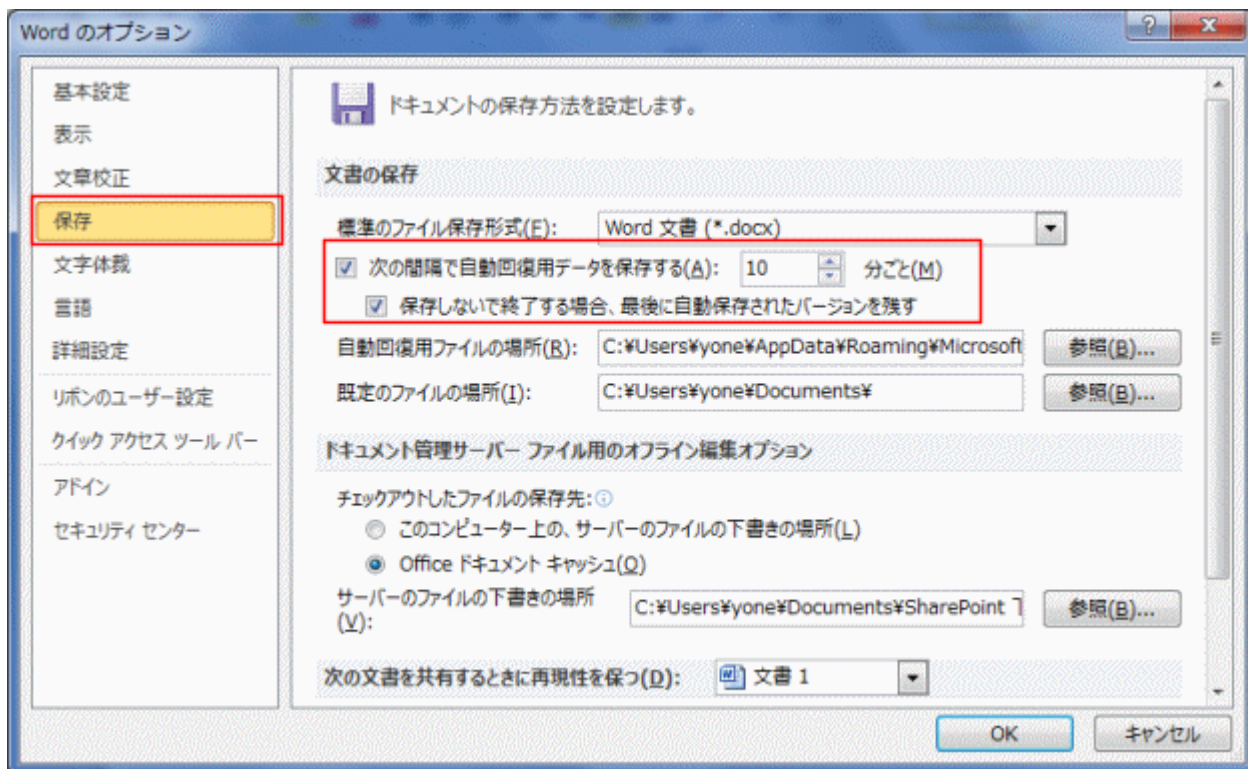 Word のオプション
基本設定
表示
文章校正
保存
文字体裁
言語
詳細設定
リボンのユーザー設定
クイック アクセス ツール バー
アドイン
セキュリティ センター
ドキュメントの保存方法を設定します。
文書の保存
標準のファイル保存形式(F): Word 文書 (*.docx)
次の間隔で自動回復用データを保存する(A): 10 分ごと(M)
保存しないで終了する場合、最後に自動保存されたバージョンを残す
自動回復用ファイルの場所(R): C:¥Users¥yone¥AppData¥Roaming¥Microsoft 参照(B)...
既定のファイルの場所(I): C:¥Users¥yone¥Documents¥ 参照(B)...
ドキュメント管理サーバー ファイル用のオフライン編集オプション
チェックアウトしたファイルの保存先:
このコンピューター上の、サーバーのファイルの下書きの場所(L)
Office ドキュメント キャッシュ(O)
サーバーのファイルの下書きの場所
(V): C:¥Users¥yone¥Documents¥SharePoint 参照(B)...
次の文書を共有するときに再現性を保つ(D): 文書 1
OK キャンセル